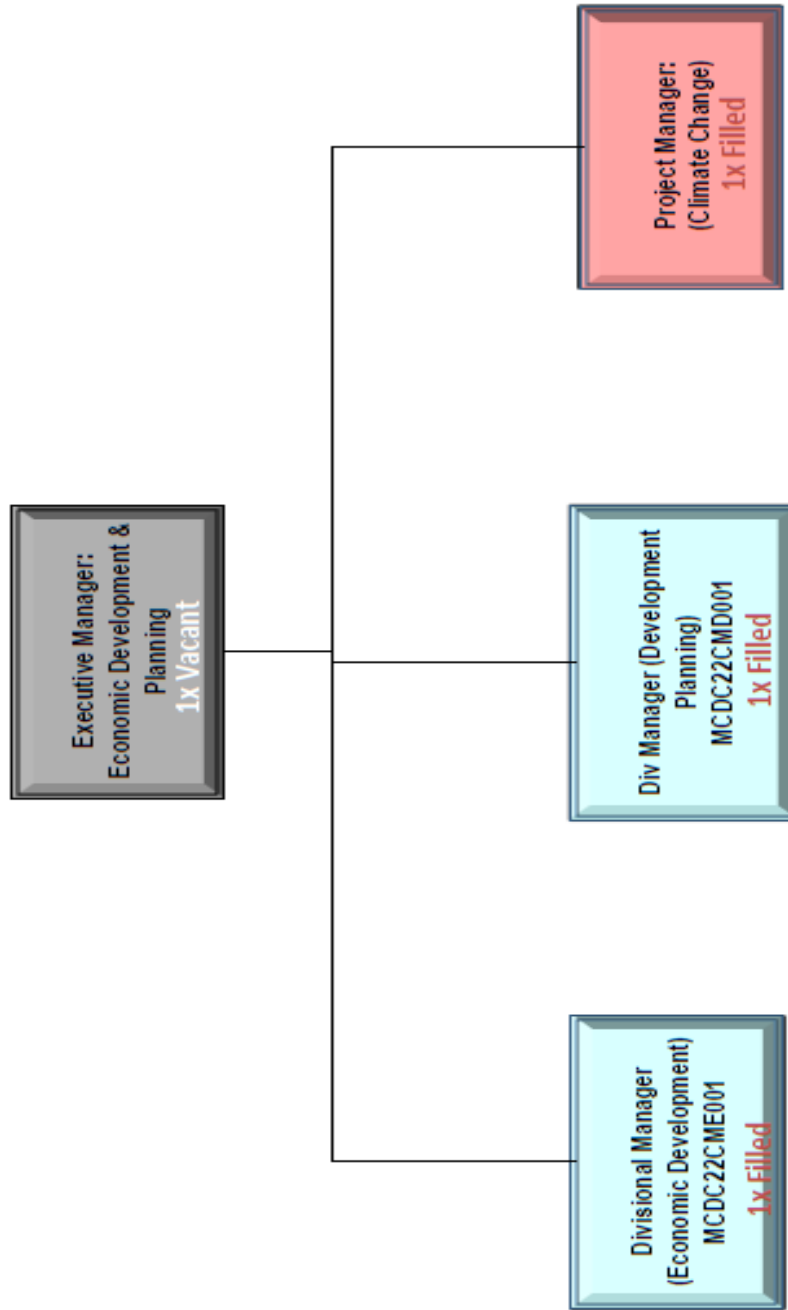 Executive Manager:
Economic Development &
Planning
1x Vacant
Divisional Manager
(Economic Development)
MCDC22CME001
1x Filled
Div Manager (Development
Planning)
MCDC22CMD001
1x Filled
Project Manager:
(Climate Change)
1x Filled